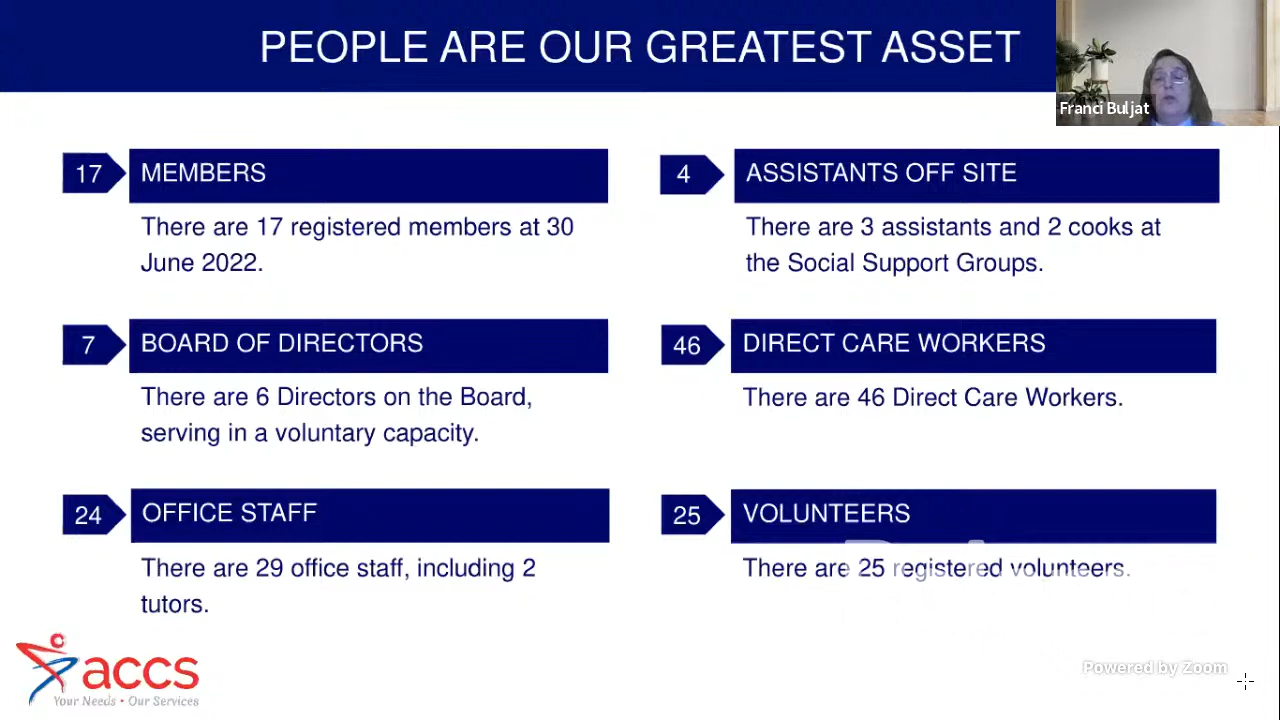 PEOPLE ARE OUR GREATEST ASSET
Franci Buljat
17 MEMBERS
There are 17 registered members at 30
June 2022.
4 ASSISTANTS OFF SITE
There are 3 assistants and 2 cooks at
the Social Support Groups.
7 BOARD OF DIRECTORS
There are 6 Directors on the Board,
serving in a voluntary capacity.
46 DIRECT CARE WORKERS
There are 46 Direct Care Workers.
24 OFFICE STAFF
There are 29 office staff, including 2
tutors.
25 VOLUNTEERS
There are 25 registered volunteers.
accs
Your Needs • Our Services
Powered by Zoom